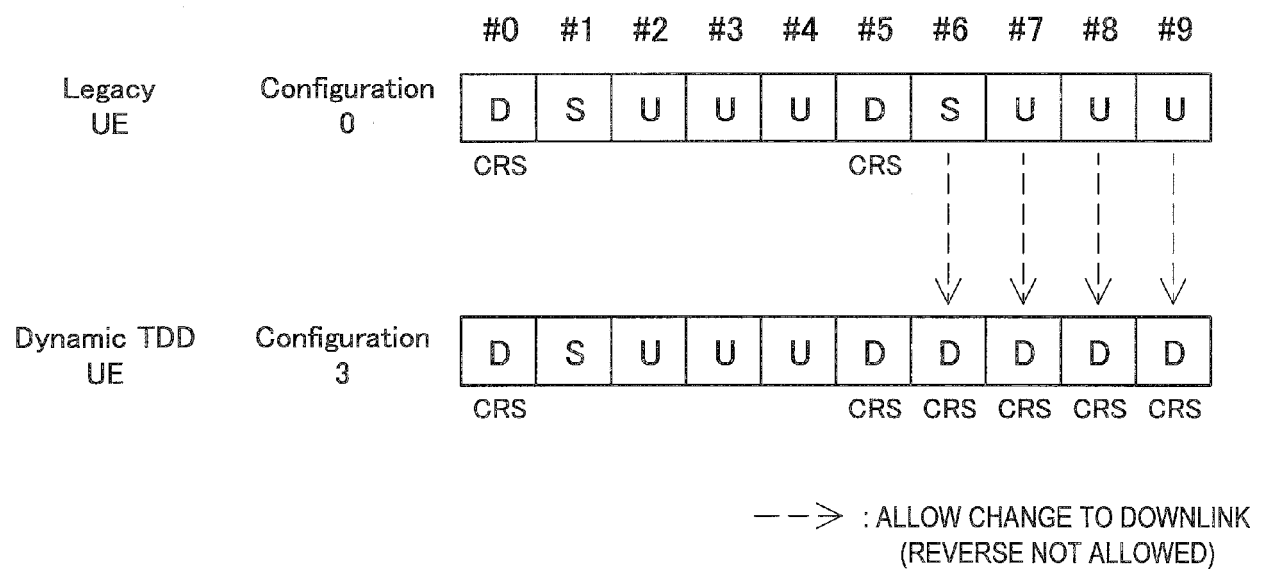 #0 #1 #2 #3 #4 #5 #6 #7 #8 #9
Legacy UE Configuration 0 D S U U U D S U U U
CRS CRS
Dynamic TDD UE Configuration 3 D S U U U D D D D D
CRS CRS CRS CRS CRS CRS
: ALLOW CHANGE TO DOWNLINK
(REVERSE NOT ALLOWED)